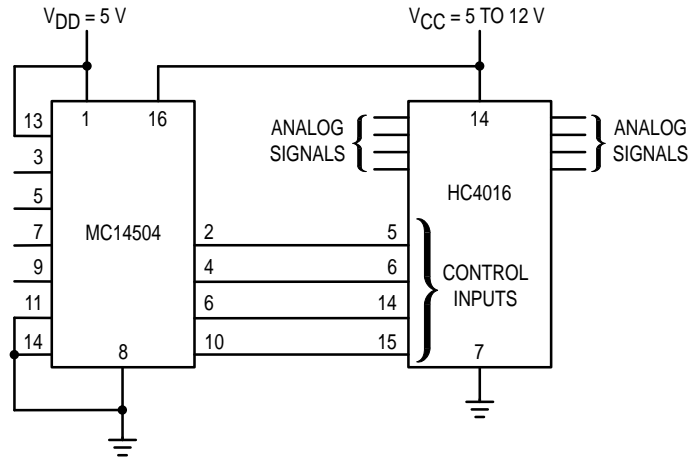 VDD = 5 V
VCC = 5 TO 12 V
13
1
16
14
3
5
7
9
11
14
MC14504
8
2
4
6
10
ANALOG
SIGNALS
ANALOG
SIGNALS
HC4016
5
6
14
15
CONTROL
INPUTS
7